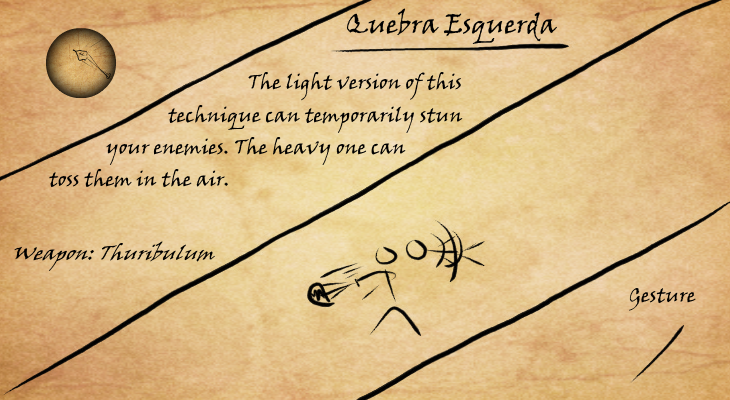 Quebra Esquerda
The light version of this
technique can temporarily stun
your enemies. The heavy one can
toss them in the air.
Weapon: Thuribulum
Gesture